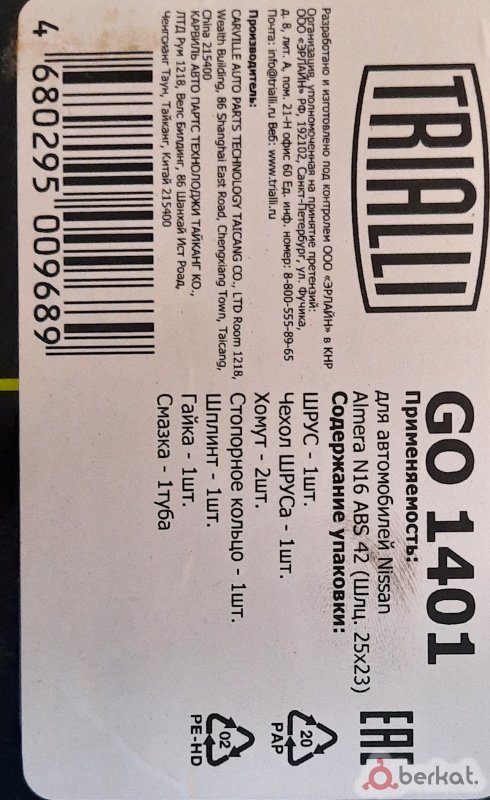 TRIALLI
Разработано и изготовлено под контролем ООО «ЭРЛАЙН» в КНР
Организация, уполномоченная на принятие претензий:
ООО «ЭРЛАЙН» РФ, 192102, Санкт-Петербург, ул. Фучика,
д. 8, лит. А, пом. 21-Н офис 60 Ед. инф. номер: 8-800-555-89-65
Почта: info@trialli.ru Веб: www.trialli.ru
Производитель:
CARVILLE AUTO PARTS TECHNOLOGY TAICANG CO., LTD Room 1218,
Wealth Building, 86 Shanghai East Road, Chengxiang Town, Taicang,
China 215400
КАРВИЛЬ АВТО ПАРТС ТЕХНОЛОДЖИ ТАЙКАНГ КО.,
ЛТД Рум 1218, Велс Билдинг, 86 Шанхай Ист Роад,
Ченгсианг Таун, Тайканг, Китай 215400
4 680295 009689
GO 1401
Применяемость:
для автомобилей Nissan
Almera N16 ABS 42 (Шлц. 25x23)
Содержание упаковки:
ШРУС - 1шт.
Чехол ШРУСа - 1шт.
Хомут - 2шт.
Стопорное кольцо - 1шт.
Шплинт - 1шт.
Гайка - 1шт.
Смазка - 1туба
EAC
20
PAP
02
PE-HD
berkat.